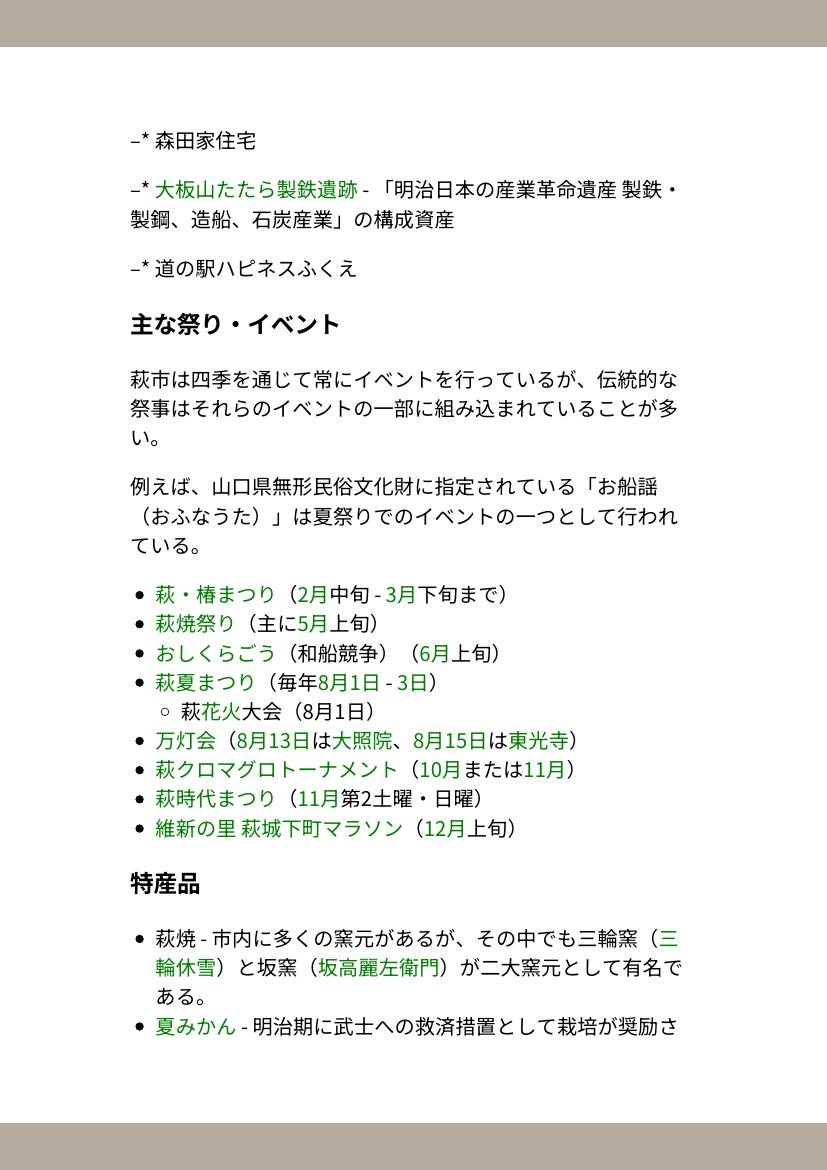 –* 森田家住宅
–* 大板山たたら製鉄遺跡 - 「明治日本の産業革命遺産 製鉄・
製鋼、造船、石炭産業」の構成資産
–* 道の駅ハピネスふくえ
主な祭り・イベント
萩市は四季を通じて常にイベントを行っているが、伝統的な
祭事はそれらのイベントの一部に組み込まれていることが多
い。
例えば、山口県無形民俗文化財に指定されている「お船謡
（おふなうた）」は夏祭りでのイベントの一つとして行われ
ている。
• 萩・椿まつり（2月中旬 - 3月下旬まで）
• 萩焼祭り（主に5月上旬）
• おしくらごう（和船競争）（6月上旬）
• 萩夏まつり（毎年8月1日 - 3日）
◦ 萩花火大会（8月1日）
• 万灯会（8月13日は大照院、8月15日は東光寺）
• 萩クロマグロトーナメント（10月または11月）
• 萩時代まつり（11月第2土曜・日曜）
• 維新の里 萩城下町マラソン（12月上旬）
特産品
• 萩焼 - 市内に多くの窯元があるが、その中でも三輪窯（三
輪休雪）と坂窯（坂高麗左衛門）が二大窯元として有名で
ある。
• 夏みかん - 明治期に武士への救済措置として栽培が奨励さ